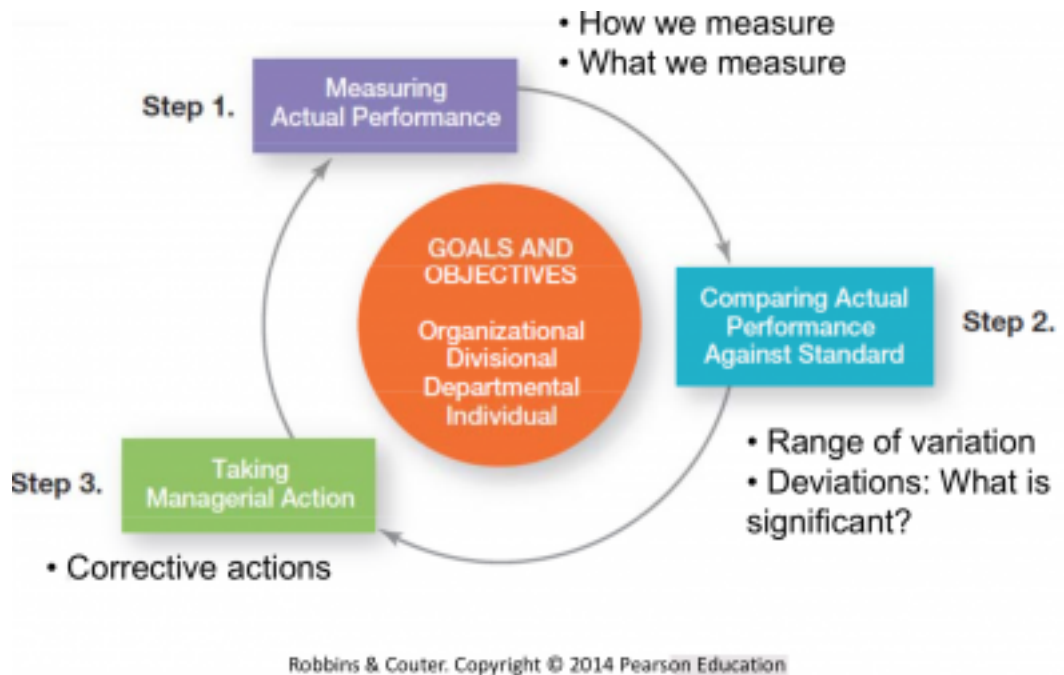 • How we measure
• What we measure
Step 1.
Measuring
Actual Performance
GOALS AND
OBJECTIVES
Organizational
Divisional
Departmental
Individual
Comparing Actual
Performance
Against Standard
Step 2.
• Range of variation
• Deviations: What is
significant?
Step 3.
Taking
Managerial Action
• Corrective actions
Robbins & Couter. Copyright © 2014 Pearson Education